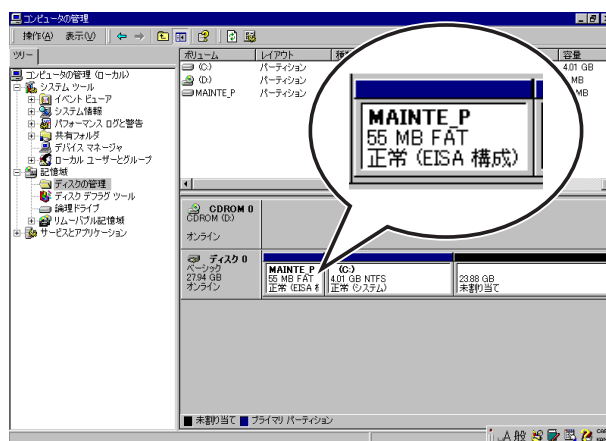 コンピュータの管理
操作(A) 表示(V)
ツリー
コンピュータの管理 (ローカル)
システム ツール
イベント ビューア
システム情報
パフォーマンス ログと警告
共有フォルダ
デバイス マネージャ
ローカル ユーザーとグループ
記憶域
ディスクの管理
ディスク デフラグ ツール
論理ドライブ
リムーバブル記憶域
サービスとアプリケーション
ボリューム レイアウト 容量
(C:) パーティション 4.01 GB
(D:) パーティション MB
MAINTE_P パーティション MB
MAINTE_P
55 MB FAT
正常 (EISA 構成)
CDROM 0
CDROM (D:)
オンライン
ディスク 0
ベーシック
27.94 GB
オンライン
MAINTE_P
55 MB FAT
正常 (EISA
(C:)
4.01 GB NTFS
正常 (システム)
23.88 GB
未割り当て
未割り当て プライマリ パーティション
A 般